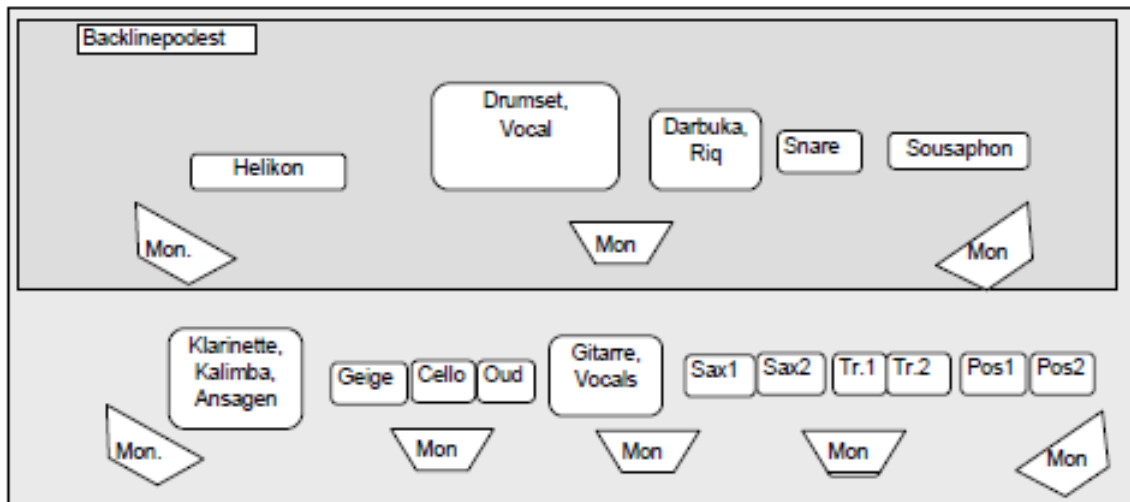 Backlinepodest
Drumset,
Vocal
Darbuka,
Riq
Snare
Sousaphon
Helikon
Mon.
Mon
Mon
Klarinette,
Kalimba,
Ansagen
Geige
Cello
Oud
Gitarre,
Vocals
Sax1
Sax2
Tr.1
Tr.2
Pos1
Pos2
Mon.
Mon
Mon
Mon
Mon